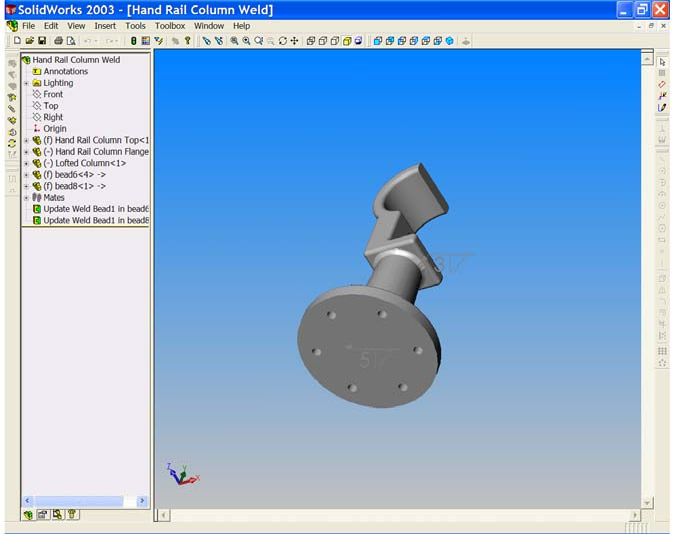 SolidWorks 2003 - [Hand Rail Column Weld]
File Edit View Insert Tools Toolbox Window Help
Hand Rail Column Weld
Annotations
Lighting
Front
Top
Right
Origin
(f) Hand Rail Column Top<1
(-) Hand Rail Column Flange
(-) Lofted Column<1>
(f) bead6<4> ->
(f) bead8<1> ->
Mates
Update Weld Bead1 in bead6
Update Weld Bead1 in bead8
3
5
Z Y X